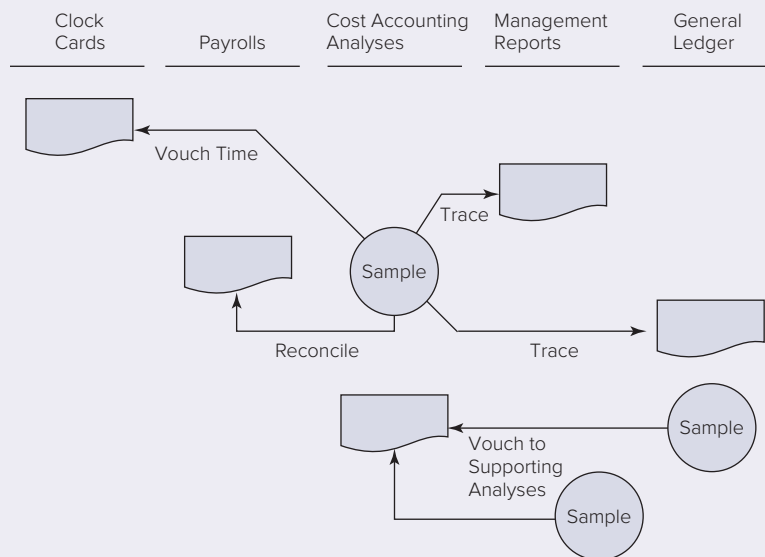 Clock
Cards
Payrolls
Cost Accounting
Analyses
Management
Reports
General
Ledger
Vouch Time
Trace
Sample
Reconcile
Trace
Sample
Vouch to
Supporting
Analyses
Sample